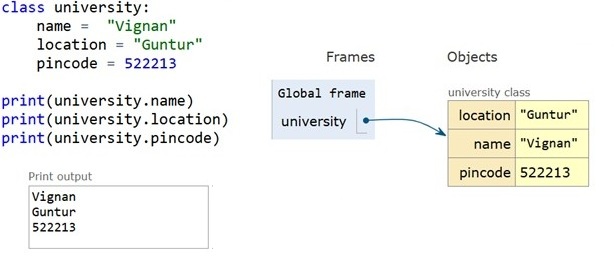 class university:
    name =  "Vignan"
    location = "Guntur"
    pincode = 522213
print(university.name)
print(university.location)
print(university.pincode)
Print output
Vignan
Guntur
522213
Frames
Objects
Global frame
university
university class
location "Guntur"
name "Vignan"
pincode 522213